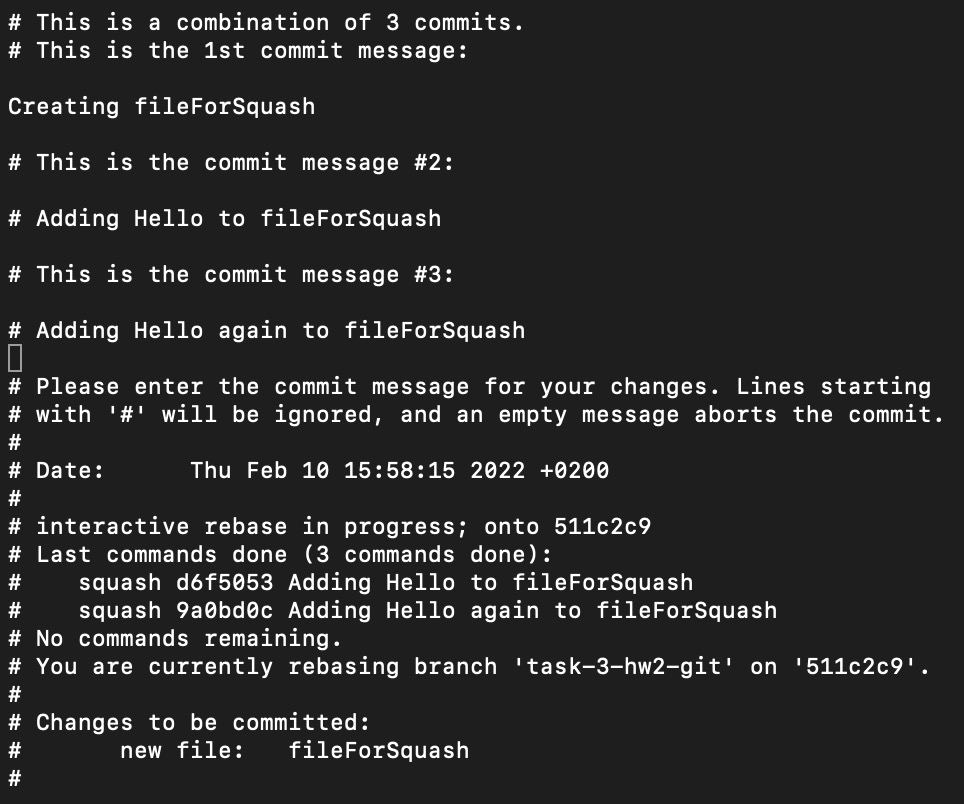 # This is a combination of 3 commits.
# This is the 1st commit message:
Creating fileForSquash
# This is the commit message #2:
# Adding Hello to fileForSquash
# This is the commit message #3:
# Adding Hello again to fileForSquash
# Please enter the commit message for your changes. Lines starting
# with '#' will be ignored, and an empty message aborts the commit.
#
# Date:      Thu Feb 10 15:58:15 2022 +0200
#
# interactive rebase in progress; onto 511c2c9
# Last commands done (3 commands done):
#    squash d6f5053 Adding Hello to fileForSquash
#    squash 9a0bd0c Adding Hello again to fileForSquash
# No commands remaining.
# You are currently rebasing branch 'task-3-hw2-git' on '511c2c9'.
#
# Changes to be committed:
#       new file:   fileForSquash
#